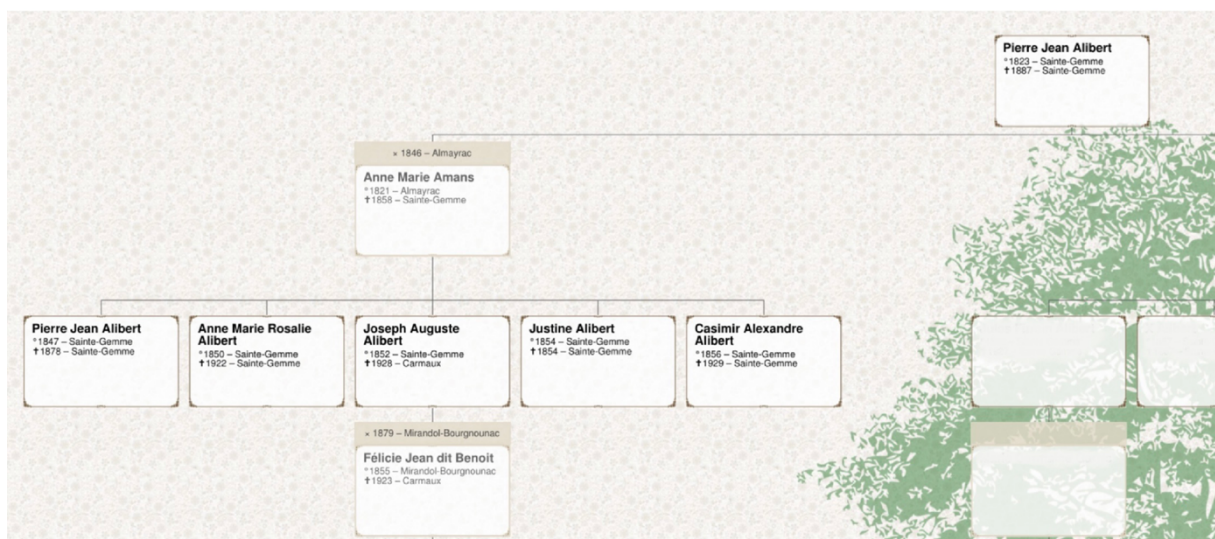 Pierre Jean Alibert
*1823 – Sainte-Gemme
✝1887 – Sainte-Gemme
× 1846 – Almayrac
Anne Marie Amans
*1821 – Almayrac
✝1858 – Sainte-Gemme
Pierre Jean Alibert
*1847 – Sainte-Gemme
✝1878 – Sainte-Gemme
Anne Marie Rosalie
Alibert
*1850 – Sainte-Gemme
✝1922 – Sainte-Gemme
Joseph Auguste
Alibert
*1852 – Sainte-Gemme
✝1928 – Carmaux
Justine Alibert
*1854 – Sainte-Gemme
✝1854 – Sainte-Gemme
Casimir Alexandre
Alibert
*1856 – Sainte-Gemme
✝1929 – Sainte-Gemme
× 1879 – Mirandol-Bourgnounac
Félicie Jean dit Benoit
*1855 – Mirandol-Bourgnounac
✝1923 – Carmaux